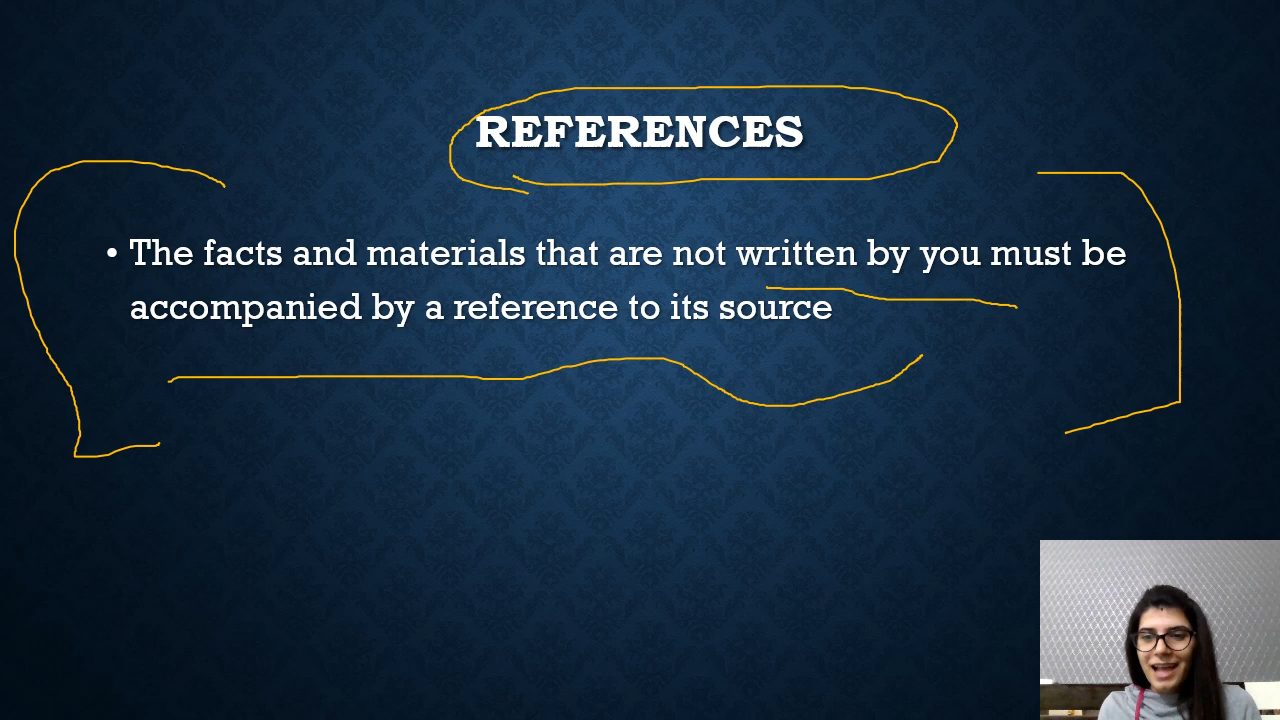 REFERENCES
• The facts and materials that are not written by you must be
accompanied by a reference to its source